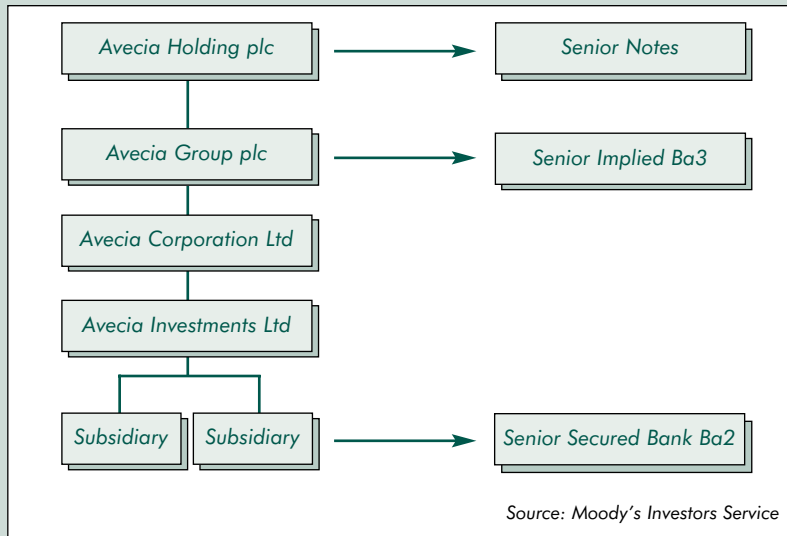 Avecia Holding plc
Senior Notes
Avecia Group plc
Senior Implied Ba3
Avecia Corporation Ltd
Avecia Investments Ltd
Subsidiary
Subsidiary
Senior Secured Bank Ba2
Source: Moody's Investors Service